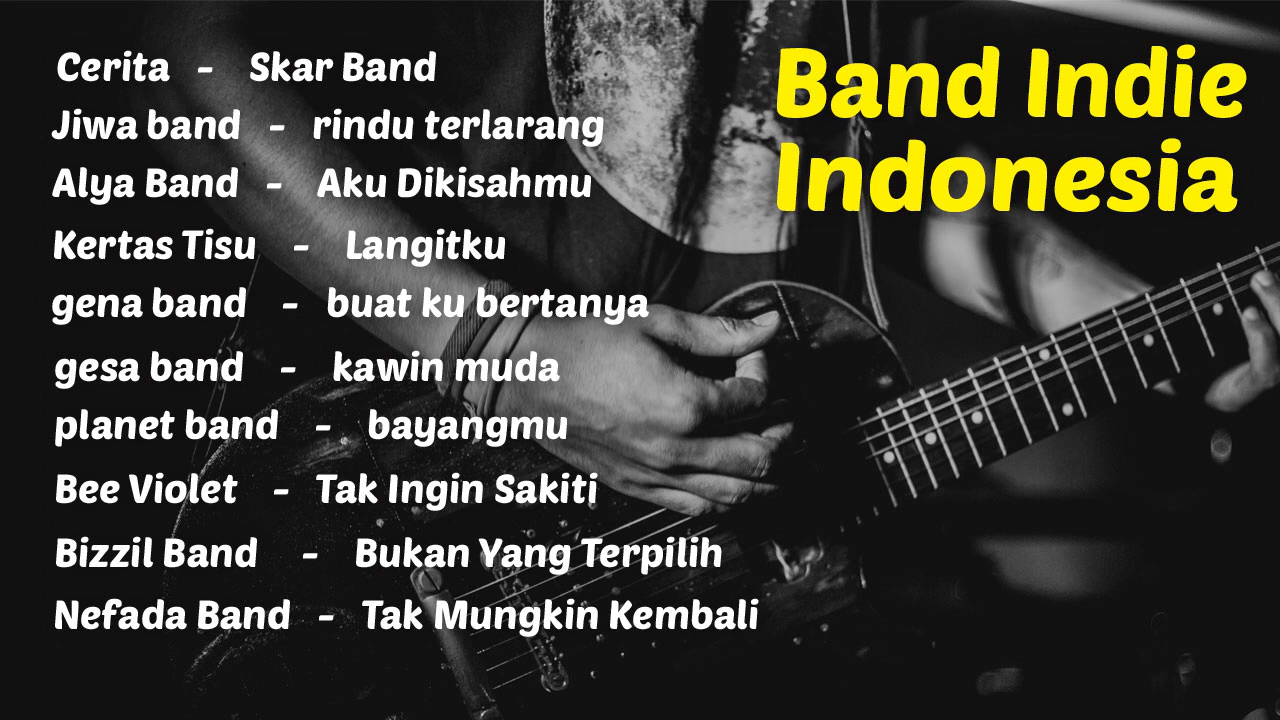 Band Indie
Indonesia
Cerita - Skar Band
Jiwa band - rindu terlarang
Alya Band - Aku Dikisahmu
Kertas Tisu - Langitku
gena band - buat ku bertanya
gesa band - kawin muda
planet band - bayangmu
Bee Violet - Tak Ingin Sakiti
Bizzil Band - Bukan Yang Terpilih
Nefada Band - Tak Mungkin Kembali